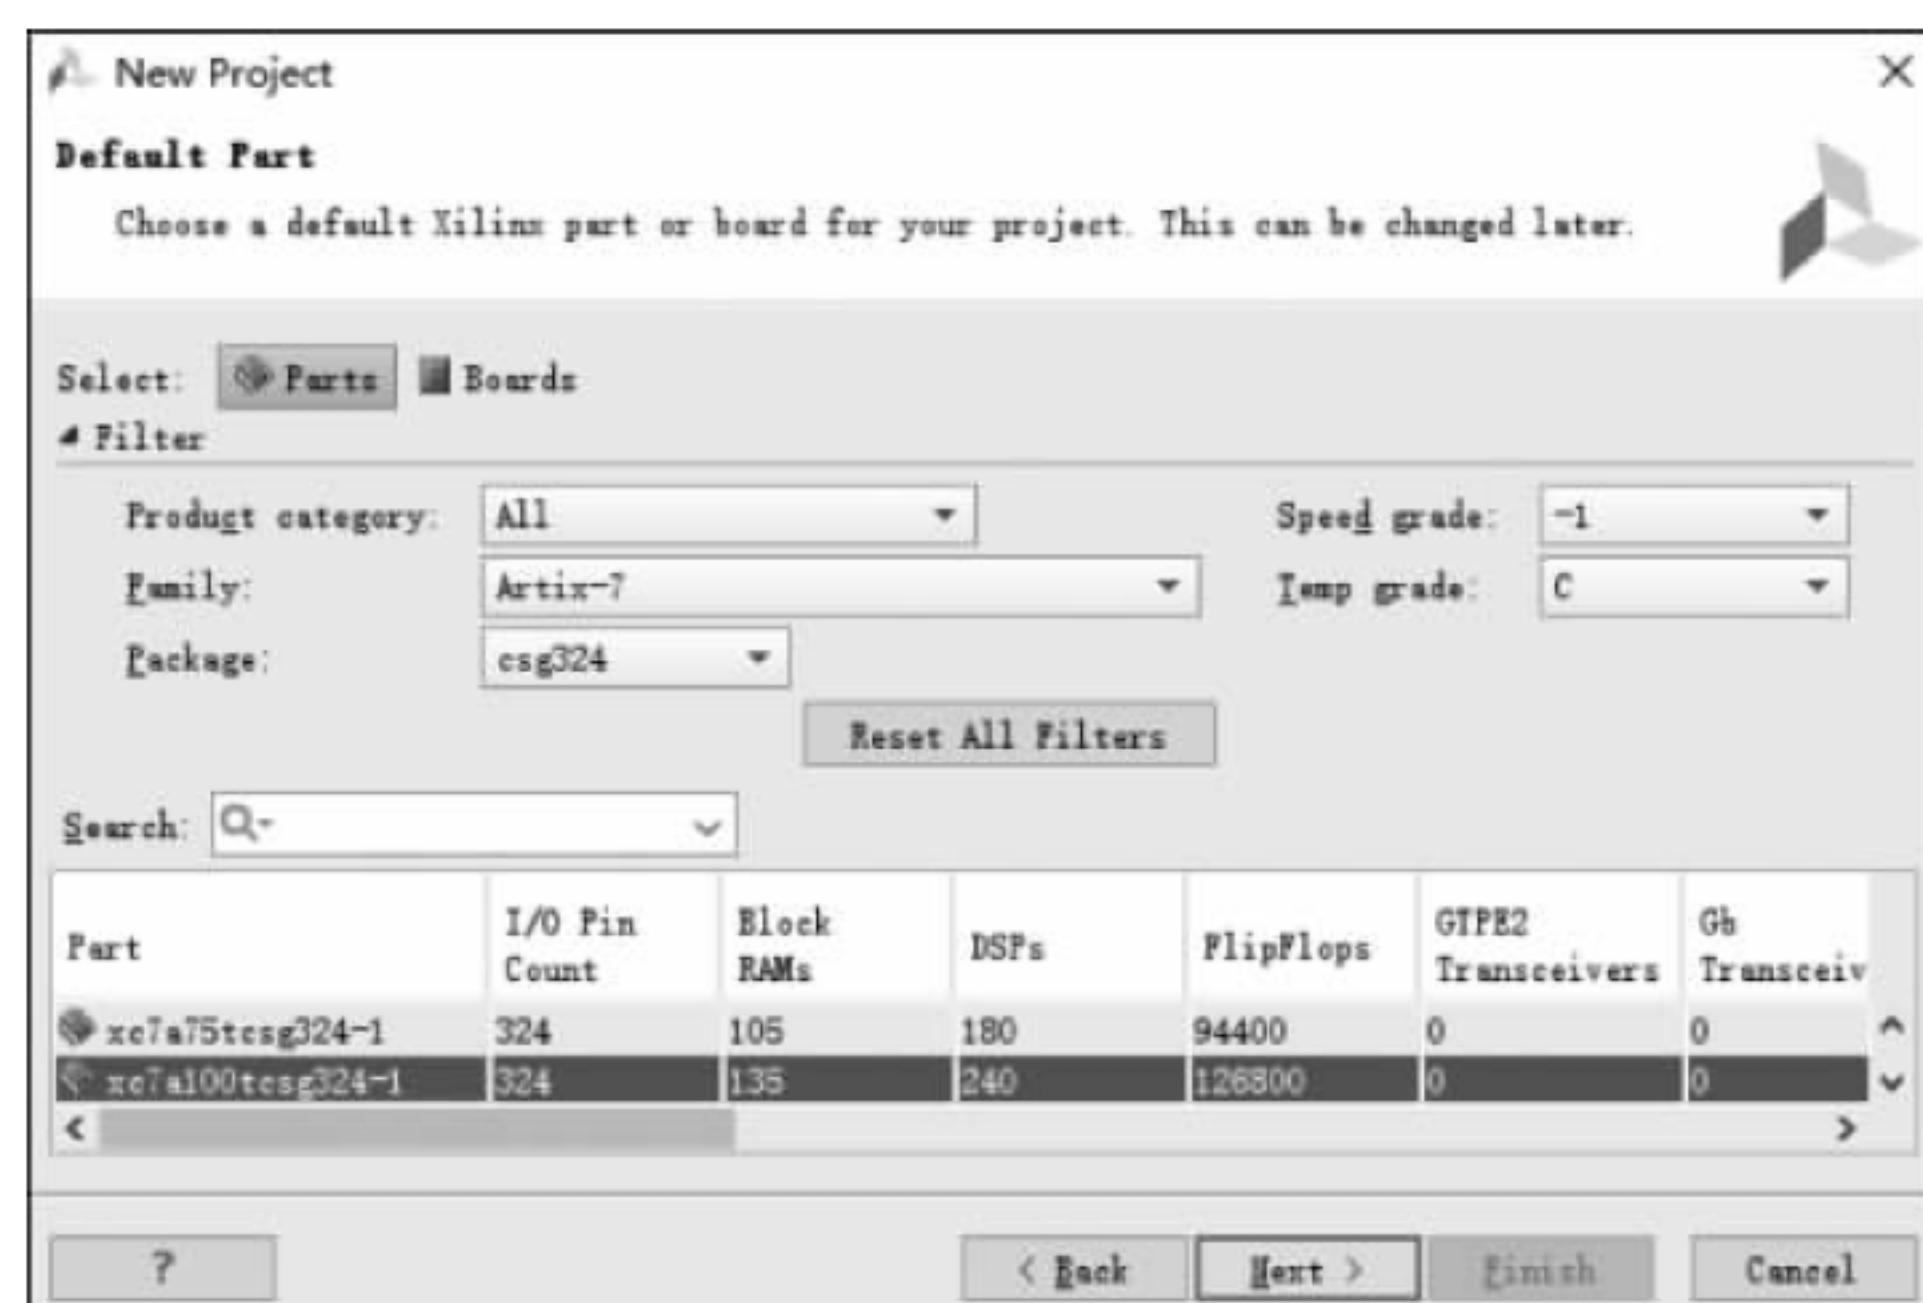 New Project
Default Part
Choose a default Xilinx part or board for your project. This can be changed later.
Select: Parts Boards
Filter
Product category: All Speed grade: -1
Family: Artix-7 Temp grade: C
Package: csg324
Reset All Filters
Search:
Part I/O Pin Count Block RAMs DSPs FlipFlops GTPE2 Transceivers Gb Transceiv
xc7a75tcsg324-1 324 105 180 94400 0 0
xc7a100tcsg324-1 324 135 240 126800 0 0
? < Back Next > Finish Cancel